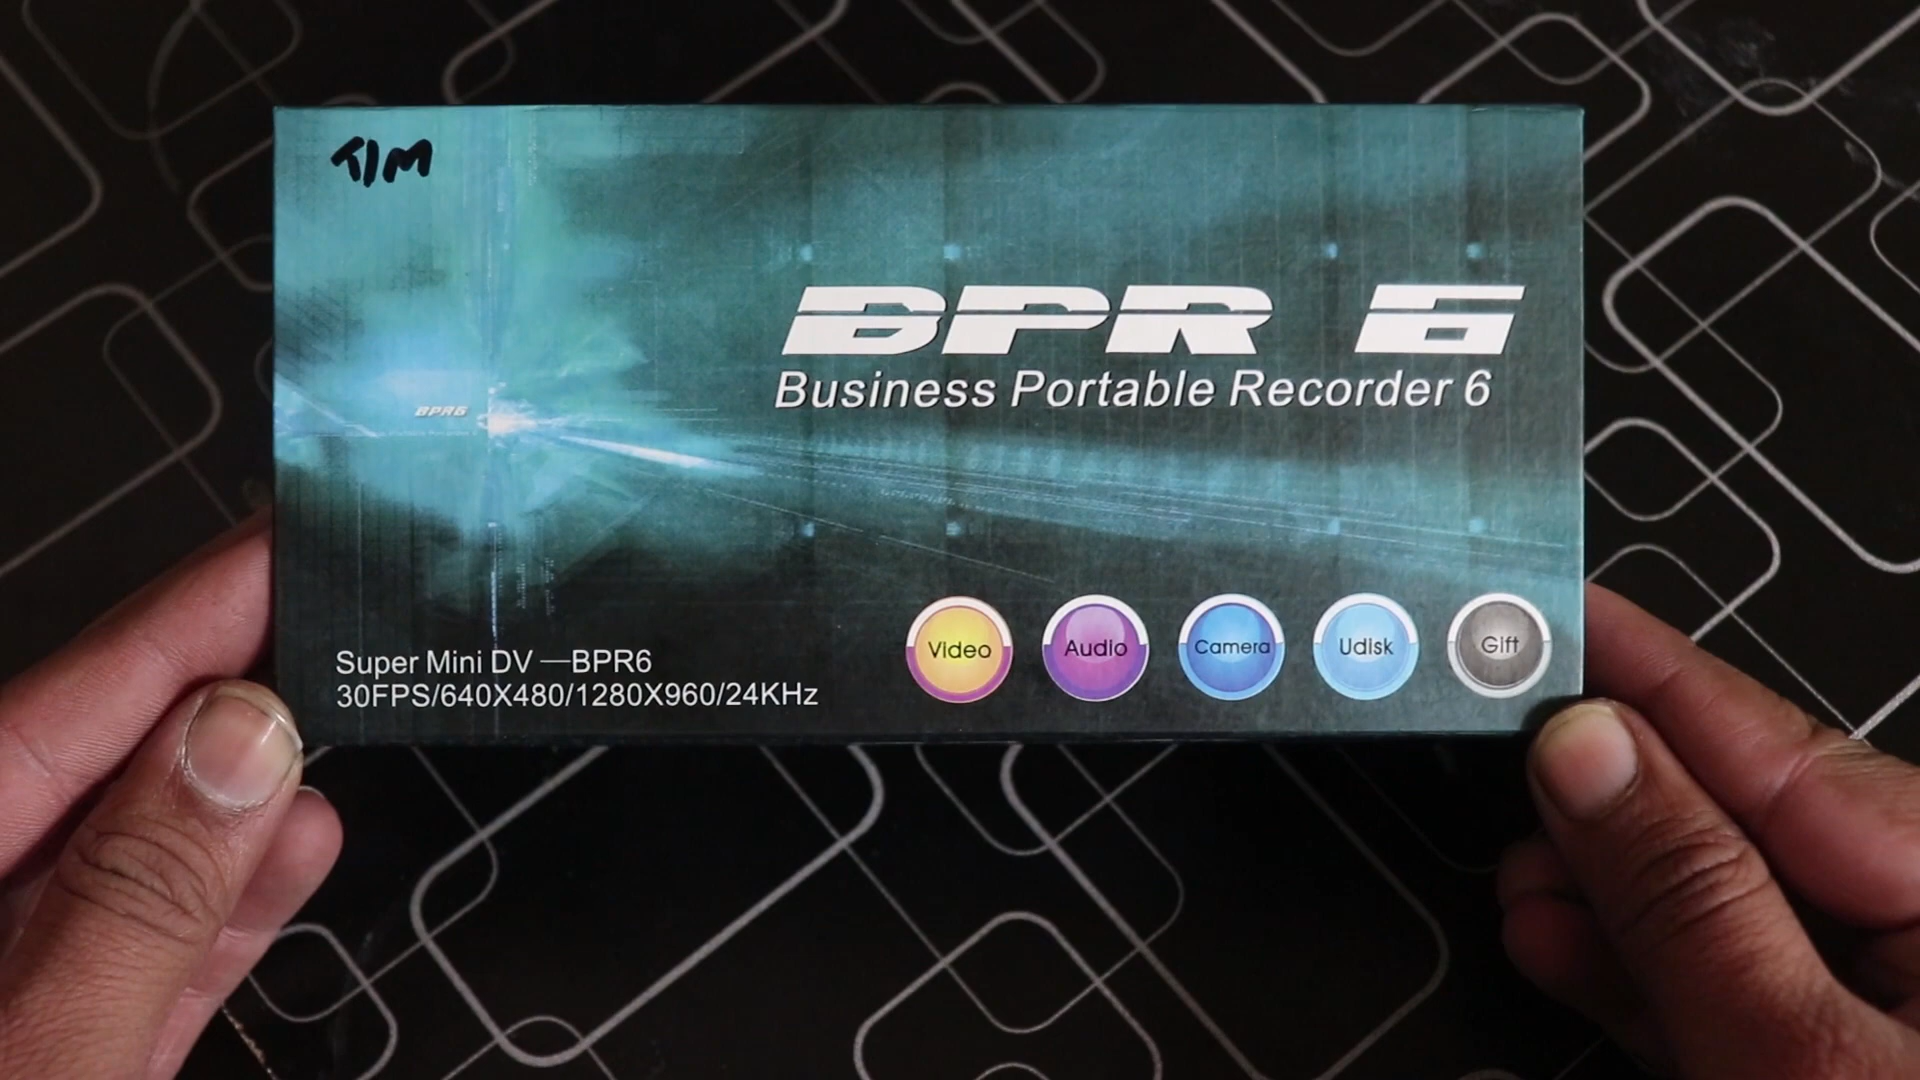 TIM
BPR 6
Business Portable Recorder 6
BPR6
Super Mini DV —BPR6
30FPS/640X480/1280X960/24KHz
Video
Audio
Camera
Udisk
Gift